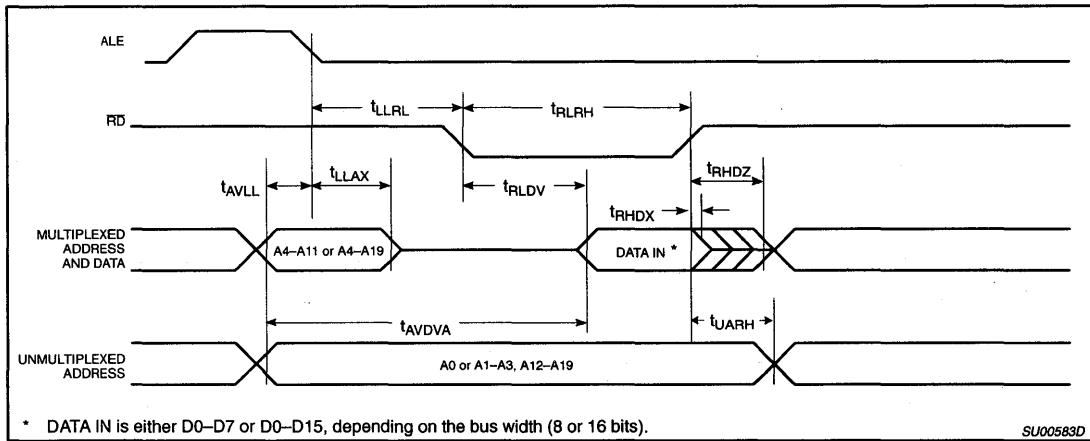 ALE
tLLRL
tRLRH
RD
tAVLL
tLLAX
tRLDV
tRHDZ
tRHDX
MULTIPLEXED
ADDRESS
AND DATA
A4–A11 or A4–A19
DATA IN *
tAVDVA
tUARH
UNMULTIPLEXED
ADDRESS
A0 or A1–A3, A12–A19
* DATA IN is either D0–D7 or D0–D15, depending on the bus width (8 or 16 bits).
SU00583D